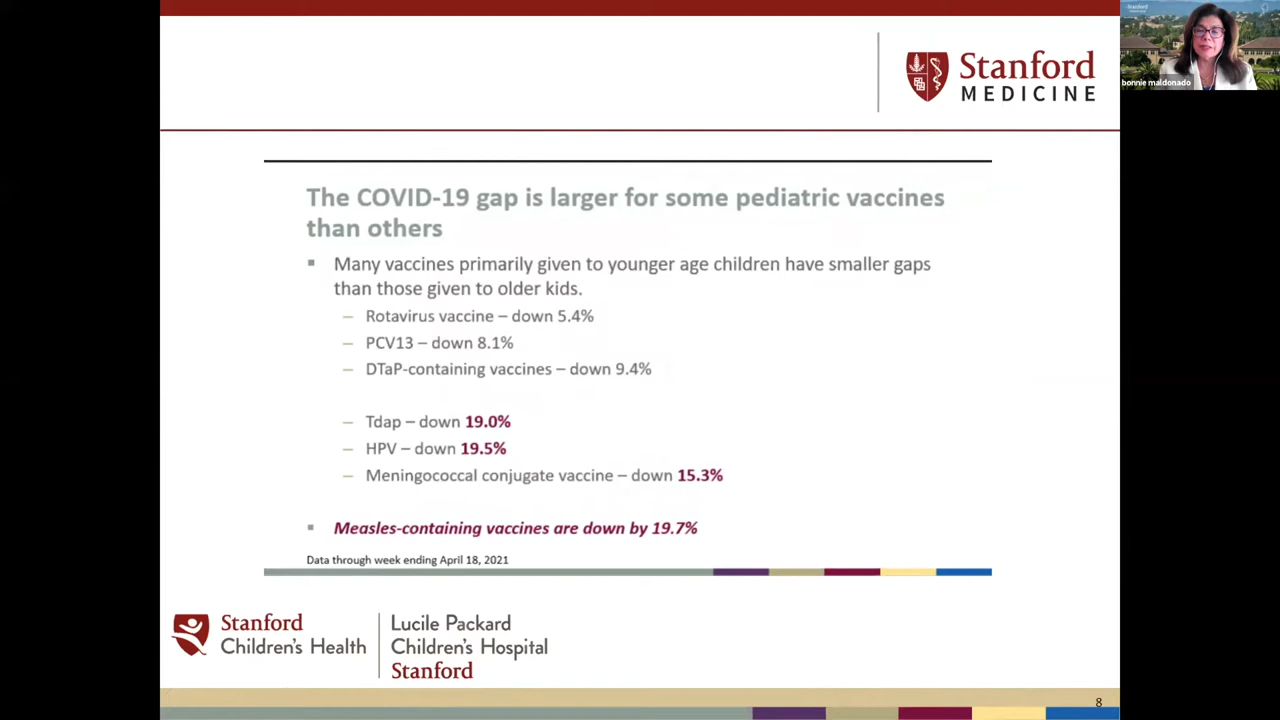 Stanford
MEDICINE
bonnie maldonado
The COVID-19 gap is larger for some pediatric vaccines
than others
▪ Many vaccines primarily given to younger age children have smaller gaps
than those given to older kids.
– Rotavirus vaccine – down 5.4%
– PCV13 – down 8.1%
– DTaP-containing vaccines – down 9.4%
– Tdap – down 19.0%
– HPV – down 19.5%
– Meningococcal conjugate vaccine – down 15.3%
▪ Measles-containing vaccines are down by 19.7%
Data through week ending April 18, 2021
Stanford
Children's Health
Lucile Packard
Children's Hospital
Stanford
8